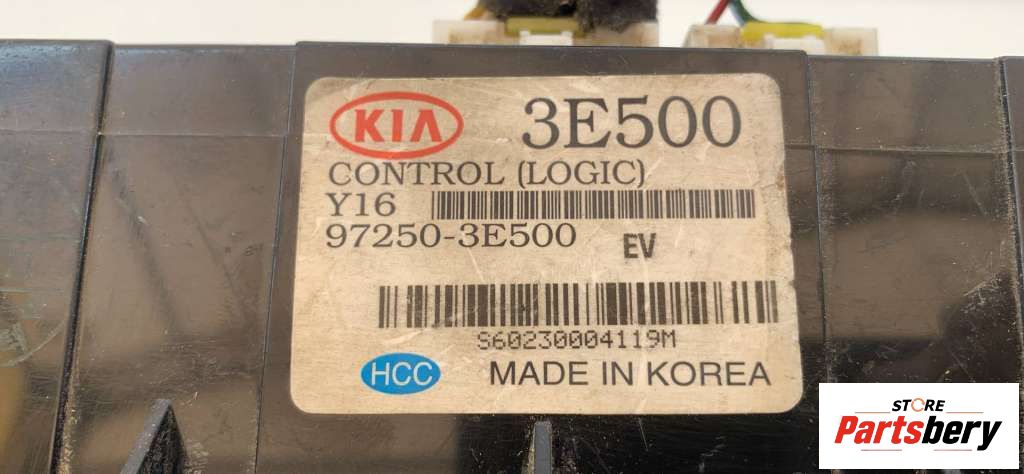 KIA 3E500
CONTROL (LOGIC)
Y16
97250-3E500
EV
S60230004119M
HCC MADE IN KOREA
STORE
Partsbery